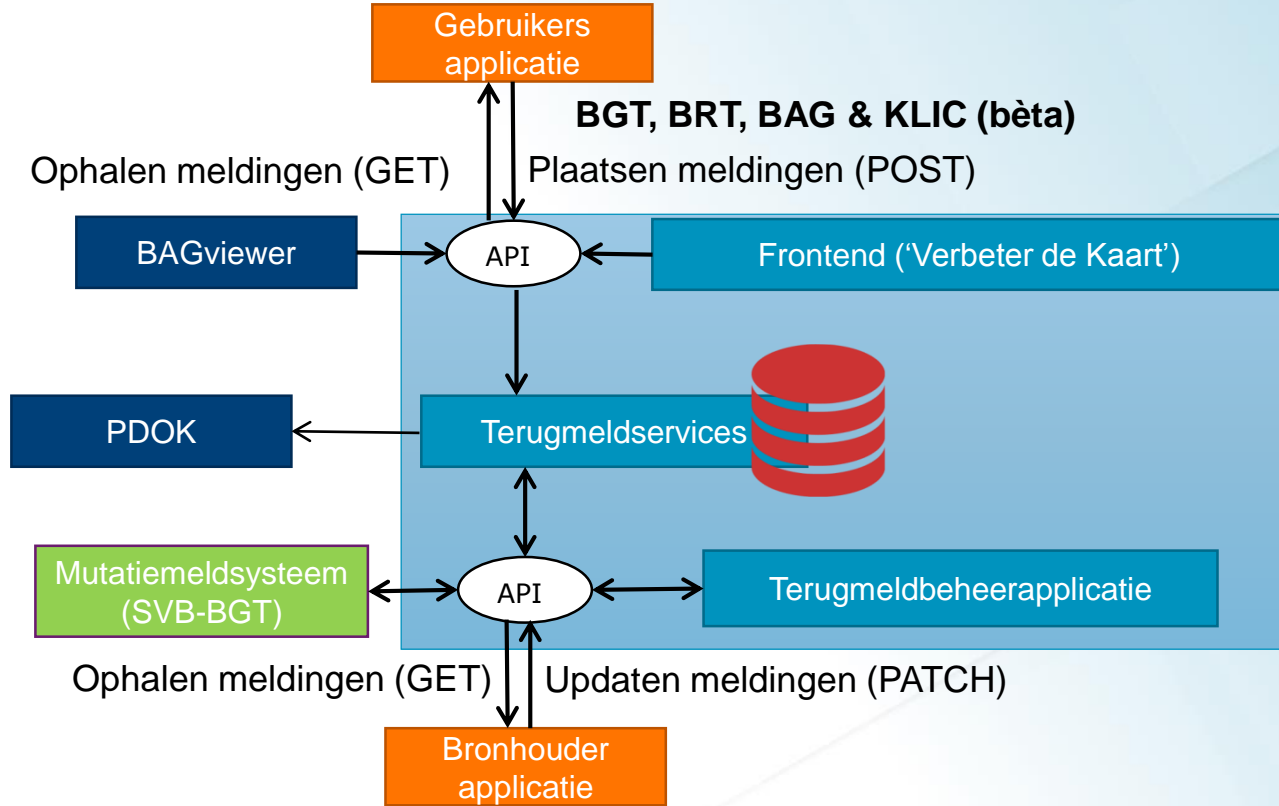 Gebruikers
applicatie
BGT, BRT, BAG & KLIC (bèta)
Ophalen meldingen (GET)
Plaatsen meldingen (POST)
BAGviewer
API
Frontend (‘Verbeter de Kaart’)
PDOK
Terugmeldservices
Mutatiemeldsysteem
(SVB-BGT)
API
Terugmeldbeheerapplicatie
Ophalen meldingen (GET)
Updaten meldingen (PATCH)
Bronhouder
applicatie